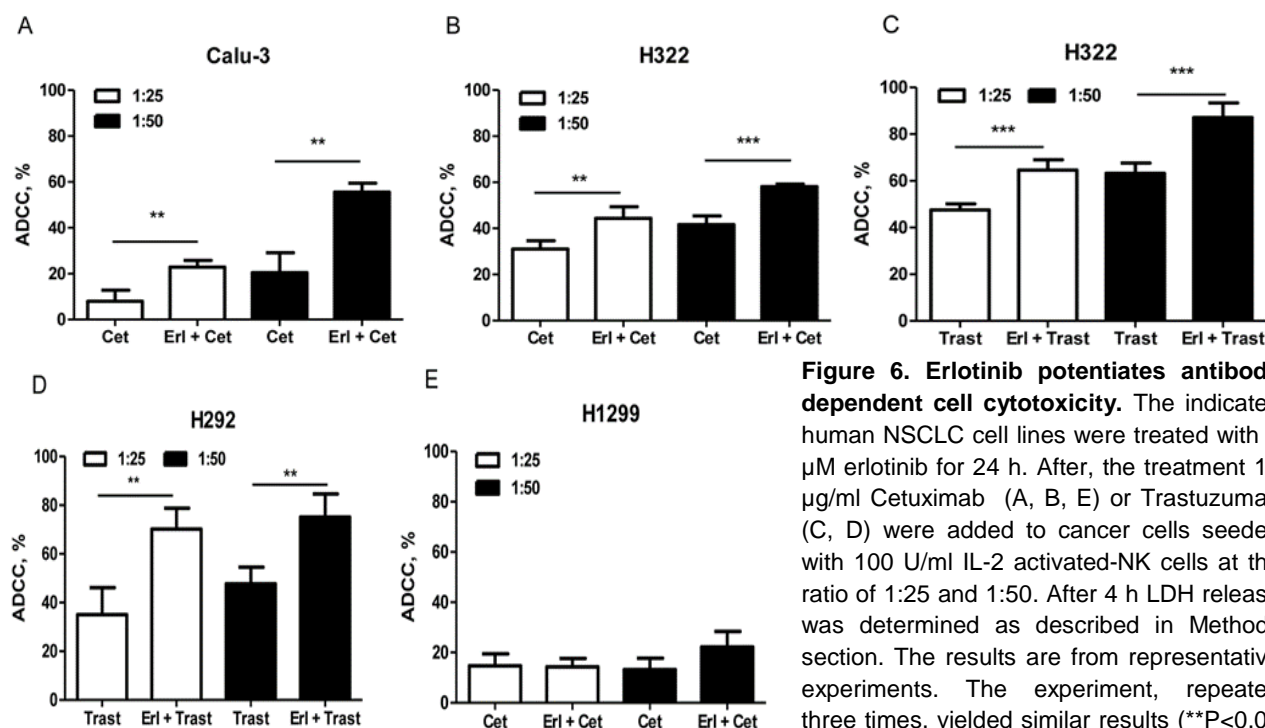 A
Calu-3
ADCC, %
100
80
60
40
20
0
1:25
1:50
**
**
Cet
Erl + Cet
Cet
Erl + Cet
B
H322
ADCC, %
100
80
60
40
20
0
1:25
1:50
**
***
Cet
Erl + Cet
Cet
Erl + Cet
C
H322
ADCC, %
100
80
60
40
20
0
1:25
1:50
***
***
Trast
Erl + Trast
Trast
Erl + Trast
D
H292
ADCC, %
100
80
60
40
20
0
1:25
1:50
**
**
Trast
Erl + Trast
Trast
Erl + Trast
E
H1299
ADCC, %
100
80
60
40
20
0
1:25
1:50
Cet
Erl + Cet
Cet
Erl + Cet
Figure 6. Erlotinib potentiates antibod
dependent cell cytotoxicity. The indicate
human NSCLC cell lines were treated with
µM erlotinib for 24 h. After, the treatment 1
µg/ml Cetuximab (A, B, E) or Trastuzuma
(C, D) were added to cancer cells seede
with 100 U/ml IL-2 activated-NK cells at th
ratio of 1:25 and 1:50. After 4 h LDH releas
was determined as described in Method
section. The results are from representativ
experiments. The experiment, repeate
three times, yielded similar results (**P<0.0